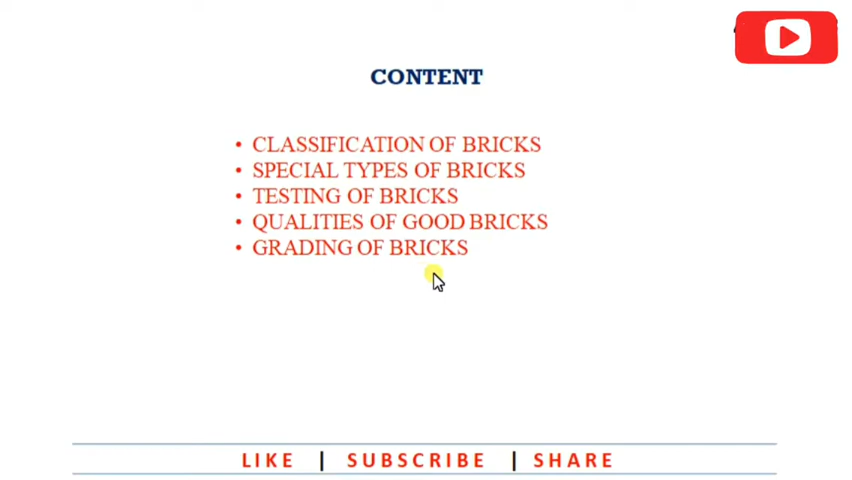 CONTENT
• CLASSIFICATION OF BRICKS
• SPECIAL TYPES OF BRICKS
• TESTING OF BRICKS
• QUALITIES OF GOOD BRICKS
• GRADING OF BRICKS
LIKE | SUBSCRIBE | SHARE